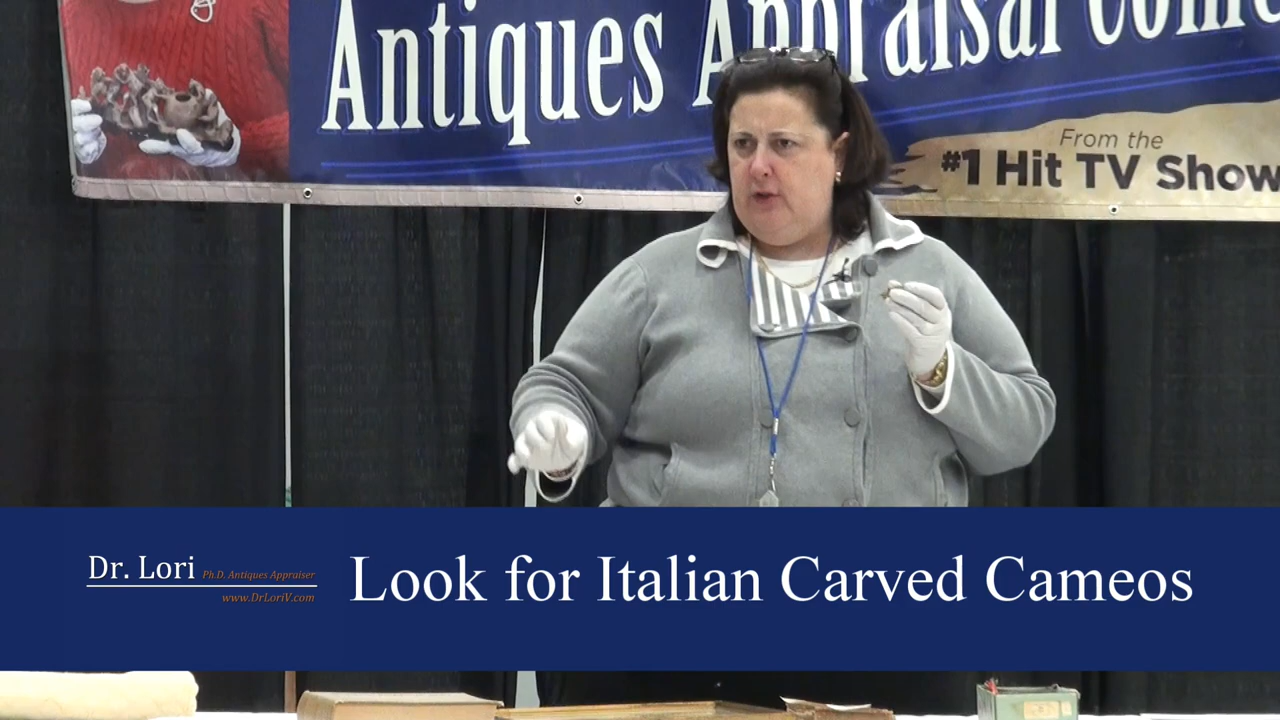 Antiques Appraisal Come
From the
#1 Hit TV Show
Dr. Lori Ph.D. Antiques Appraiser
www.DrLoriV.com
Look for Italian Carved Cameos